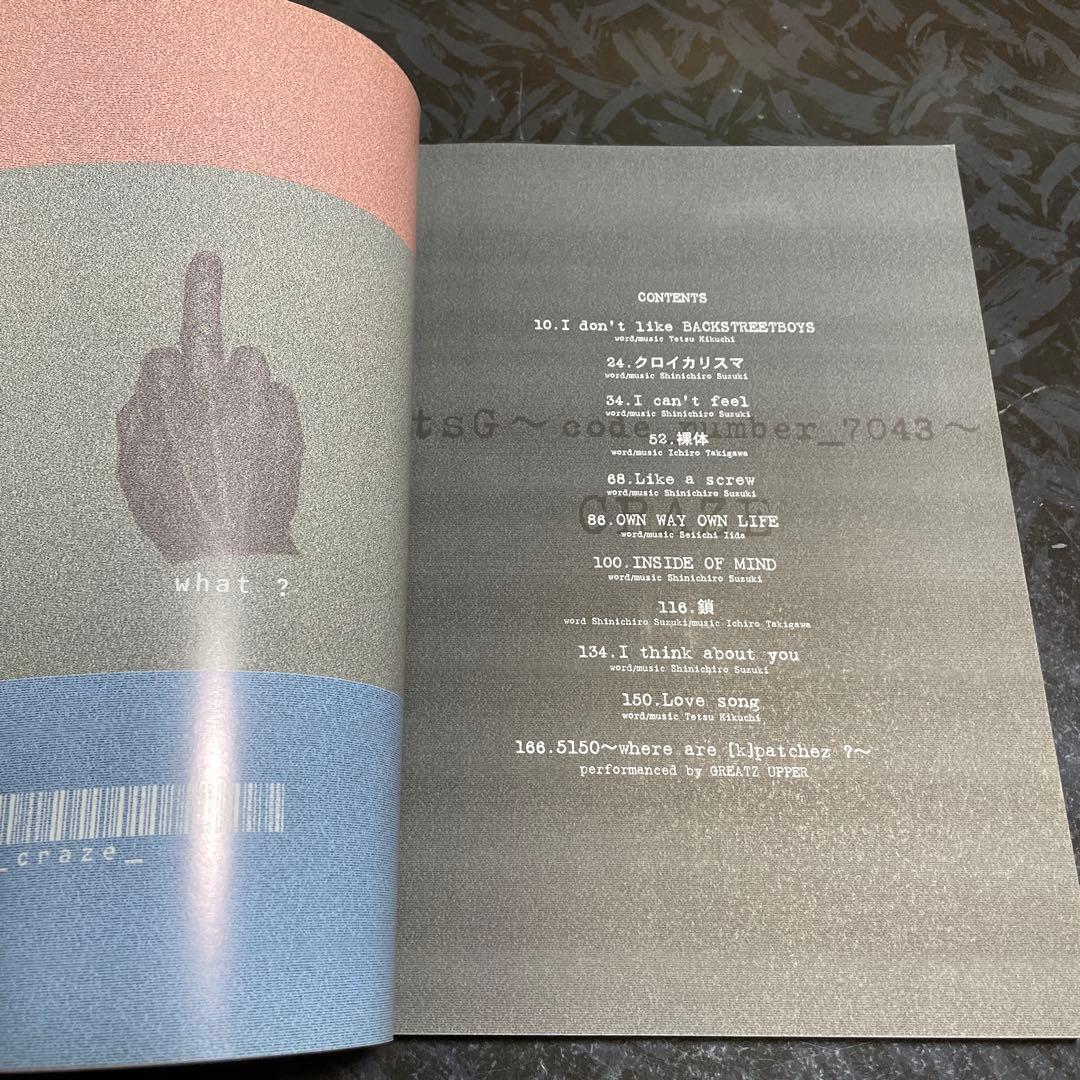 what ?
_craze_
CONTENTS
10.I don't like BACKSTREETBOYS
word/music Tetsu Kikuchi
24.クロイカリスマ
word/music Shinichiro Suzuki
34.I can't feel
word/music Shinichiro Suzuki
tsG～code number_7043～
52.裸体
word/music Ichiro Takigawa
68.Like a screw
word/music Shinichiro Suzuki
CRAZE
86.OWN WAY OWN LIFE
word/music Seiichi Iida
100.INSIDE OF MIND
word/music Shinichiro Suzuki
116.鎖
word Shinichiro Suzuki/music Ichiro Takigawa
134.I think about you
word/music Shinichiro Suzuki
150.Love song
word/music Tetsu Kikuchi
166.5150～where are [k]patchez ?～
performanced by GREATZ UPPER